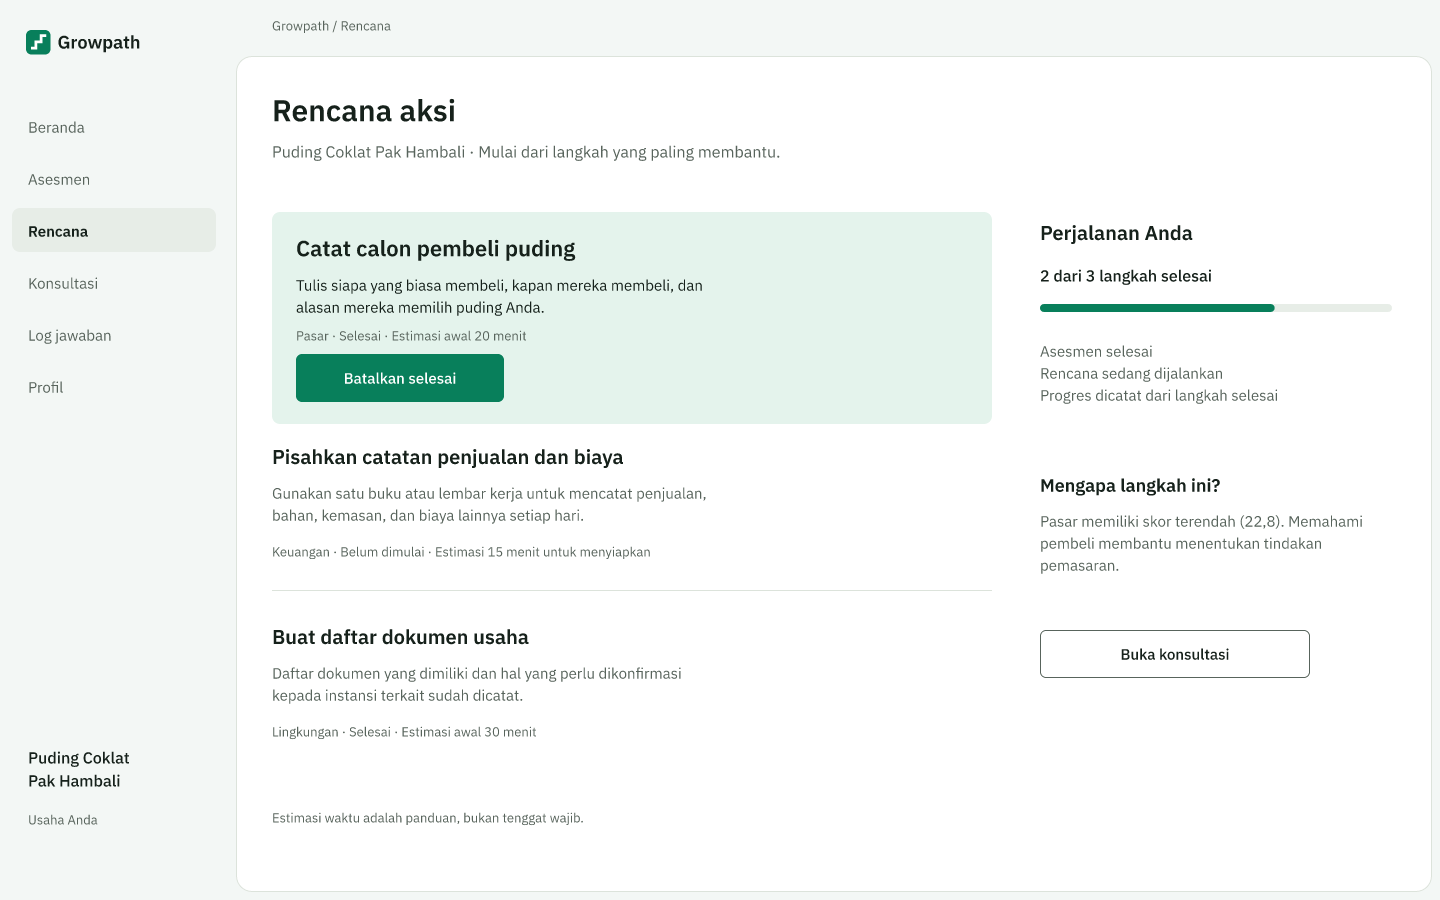 Growpath
Beranda
Asesmen
Rencana
Konsultasi
Log jawaban
Profil
Puding Coklat
Pak Hambali
Usaha Anda
Growpath / Rencana
Rencana aksi
Puding Coklat Pak Hambali · Mulai dari langkah yang paling membantu.
Catat calon pembeli puding
Tulis siapa yang biasa membeli, kapan mereka membeli, dan
alasan mereka memilih puding Anda.
Pasar · Selesai · Estimasi awal 20 menit
Batalkan selesai
Pisahkan catatan penjualan dan biaya
Gunakan satu buku atau lembar kerja untuk mencatat penjualan,
bahan, kemasan, dan biaya lainnya setiap hari.
Keuangan · Belum dimulai · Estimasi 15 menit untuk menyiapkan
Buat daftar dokumen usaha
Daftar dokumen yang dimiliki dan hal yang perlu dikonfirmasi
kepada instansi terkait sudah dicatat.
Lingkungan · Selesai · Estimasi awal 30 menit
Estimasi waktu adalah panduan, bukan tenggat wajib.
Perjalanan Anda
2 dari 3 langkah selesai
Asesmen selesai
Rencana sedang dijalankan
Progres dicatat dari langkah selesai
Mengapa langkah ini?
Pasar memiliki skor terendah (22,8). Memahami
pembeli membantu menentukan tindakan
pemasaran.
Buka konsultasi